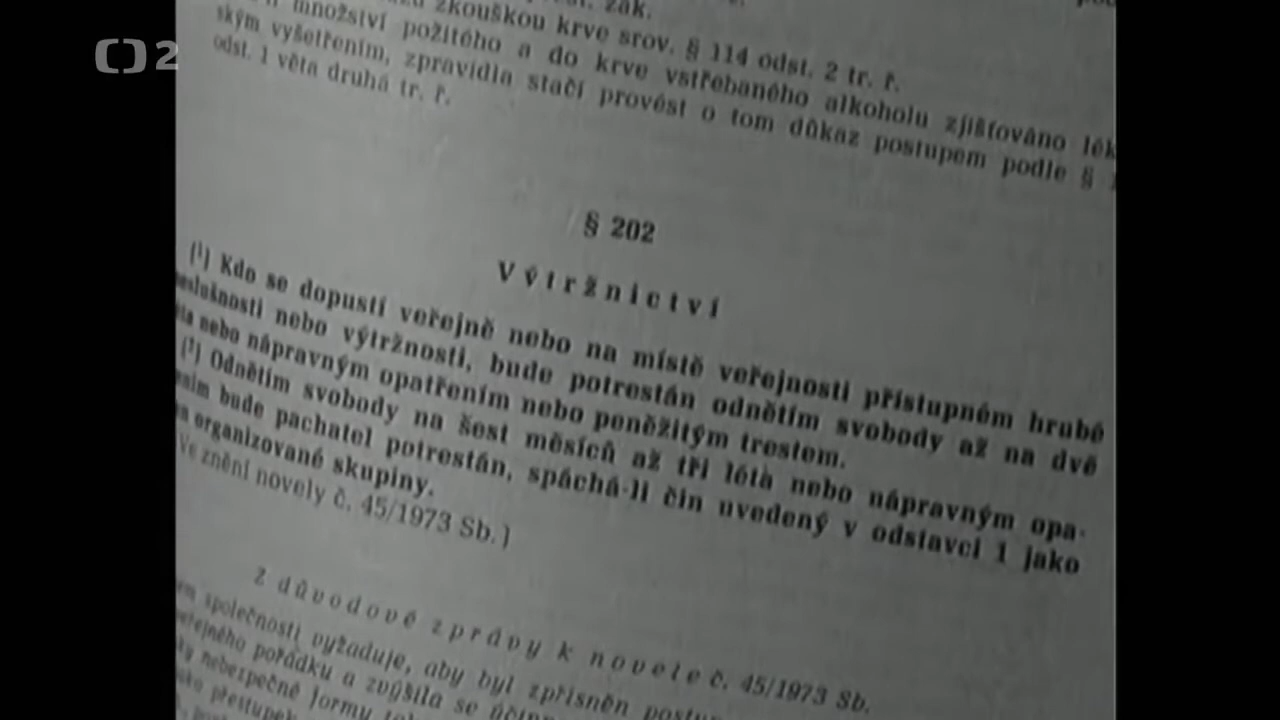 ČT 2
zkouškou krve srov. § 114 odst. 2 tr. ř.
množství požitého a do krve vstřebaného alkoholu zjišťováno
ským vyšetřením, zpravidla stačí provést o tom důkaz postupem podle §
odst. 1 věta druhá tr. ř.
§ 202
Výtržnictví
(1) Kdo se dopustí veřejně nebo na místě veřejnosti přístupném hrubé
neslušnosti nebo výtržnosti, bude potrestán odnětím svobody až na dvě
léta nebo nápravným opatřením nebo peněžitým trestem.
(2) Odnětím svobody na šest měsíců až tři léta nebo nápravným opa-
bude pachatel potrestán, spáchá-li čin uvedený v odstavci 1 jako
organizované skupiny.
(Ve znění novely č. 45/1973 Sb.)
Z důvodové zprávy k novele č. 45/1973 Sb.
společnosti vyžaduje, aby byl zpřísněn
veřejného pořádku a zvýšila se
nebezpečné formy
přestupek